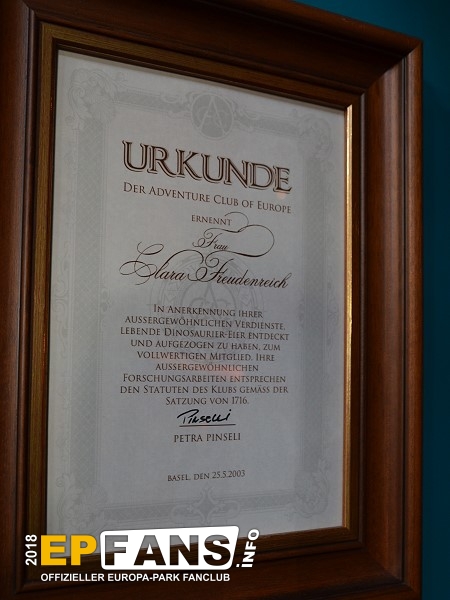 URKUNDE
DER ADVENTURE CLUB OF EUROPE
ERNENNT
Frau
Clara Freudenreich
IN ANERKENNUNG IHRER
AUSSERGEWÖHNLICHEN VERDIENSTE,
LEBENDE DINOSAURIER-EIER ENTDECKT
UND AUFGEZOGEN ZU HABEN, ZUM
VOLLWERTIGEN MITGLIED. IHRE
AUSSERGEWÖHNLICHEN
FORSCHUNGSARBEITEN ENTSPRECHEN
DEN STATUTEN DES KLUBS GEMÄSS DER
SATZUNG VON 1716.
Pinseli
PETRA PINSELI
BASEL, DEN 25.5.2003
2018
EPFANS.INFO
OFFIZIELLER EUROPA-PARK FANCLUB